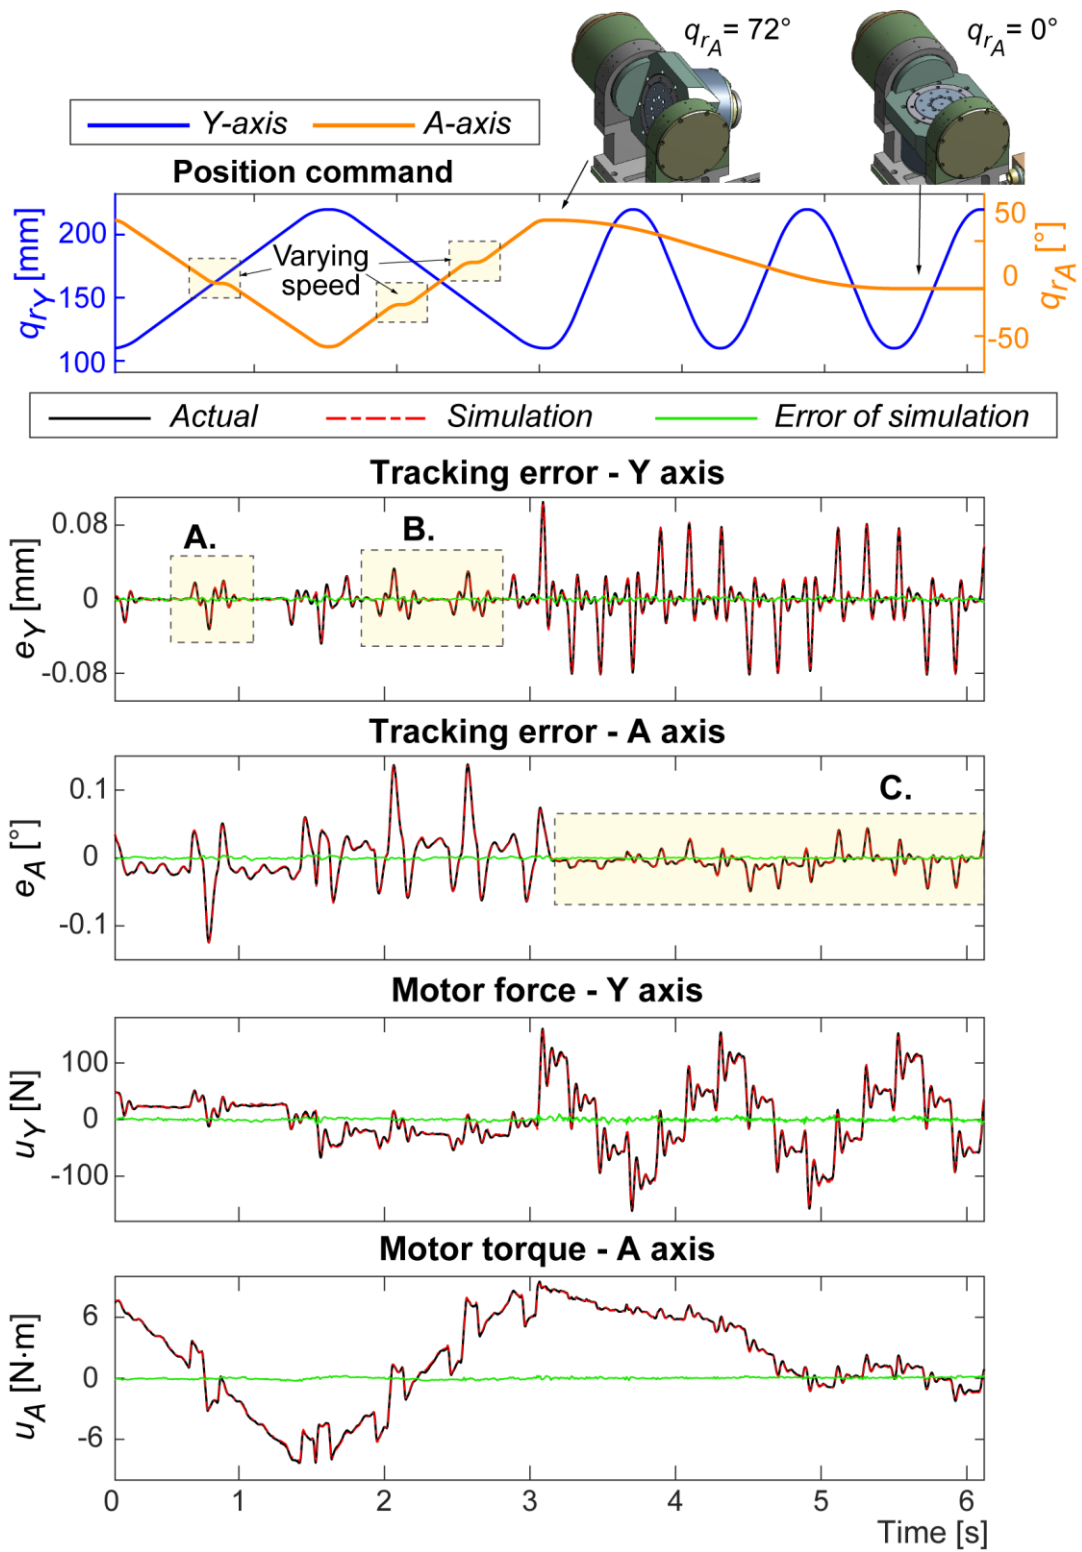 q_rA = 72°
q_rA = 0°
Y-axis A-axis
Position command
q_rY [mm]
200
150
100
Varying
speed
50
0
-50
q_rA [°]
Actual Simulation Error of simulation
Tracking error - Y axis
e_Y [mm]
0.08
0
-0.08
A.
B.
Tracking error - A axis
e_A [°]
0.1
0
-0.1
C.
Motor force - Y axis
u_Y [N]
100
0
-100
Motor torque - A axis
u_A [N·m]
6
0
-6
0 1 2 3 4 5 6
Time [s]